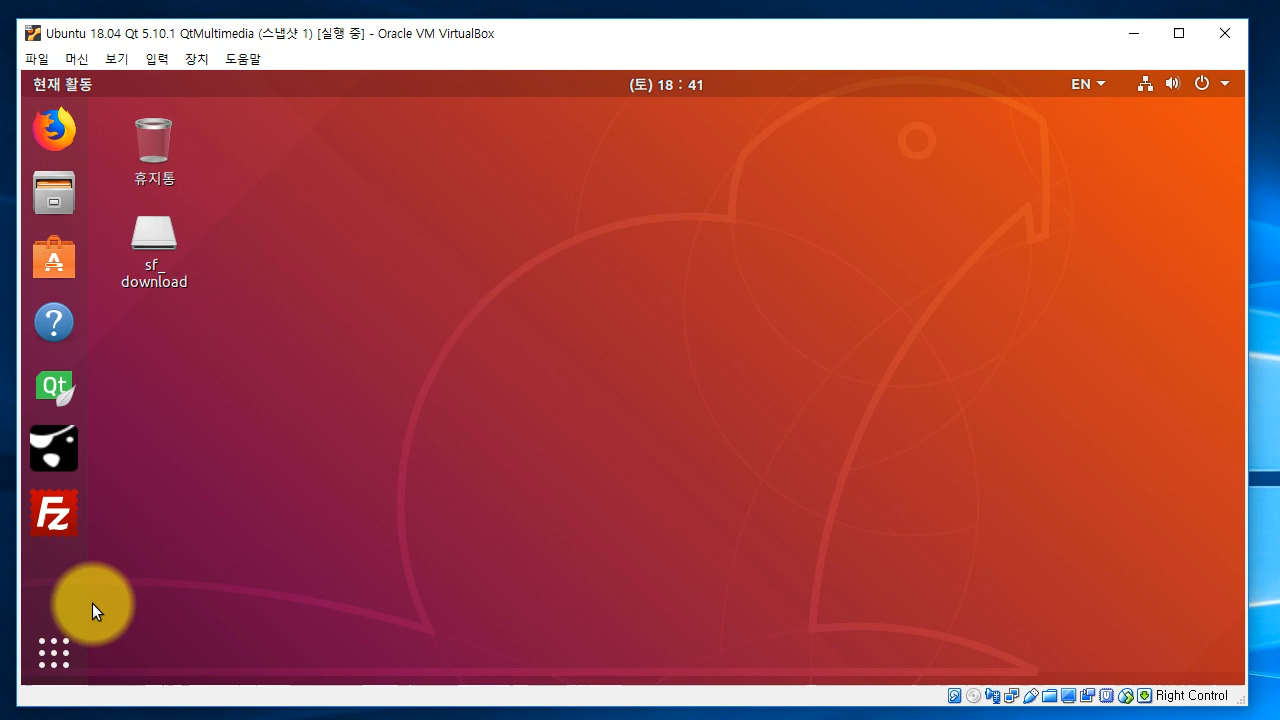 Ubuntu 18.04 Qt 5.10.1 QtMultimedia (스냅샷 1) [실행 중] - Oracle VM VirtualBox
파일 머신 보기 입력 장치 도움말
현재 활동 (토) 18 : 41 EN
휴지통
sf_
download
?
Qt
Fz
Right Control